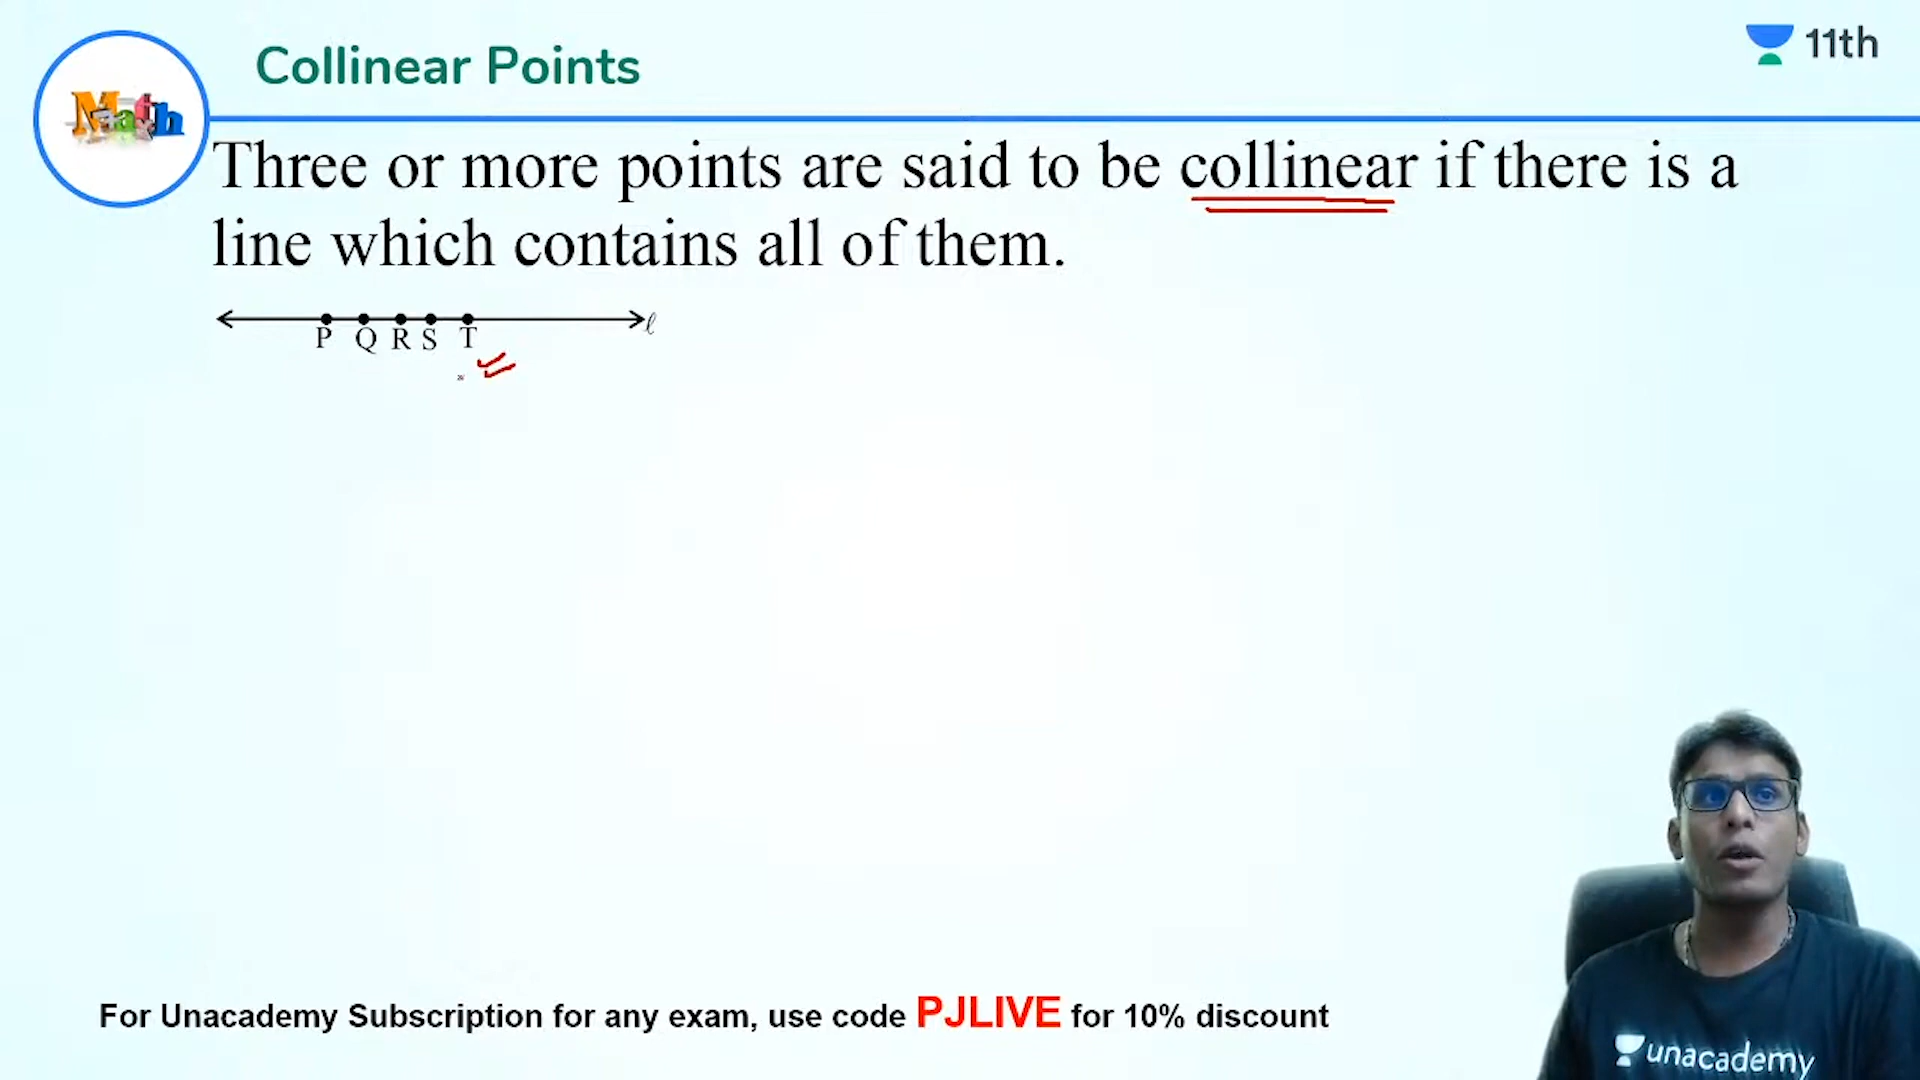 Collinear Points
11th
Math
Three or more points are said to be collinear if there is a
line which contains all of them.
P Q R S T ℓ
For Unacademy Subscription for any exam, use code PJLIVE for 10% discount
unacademy